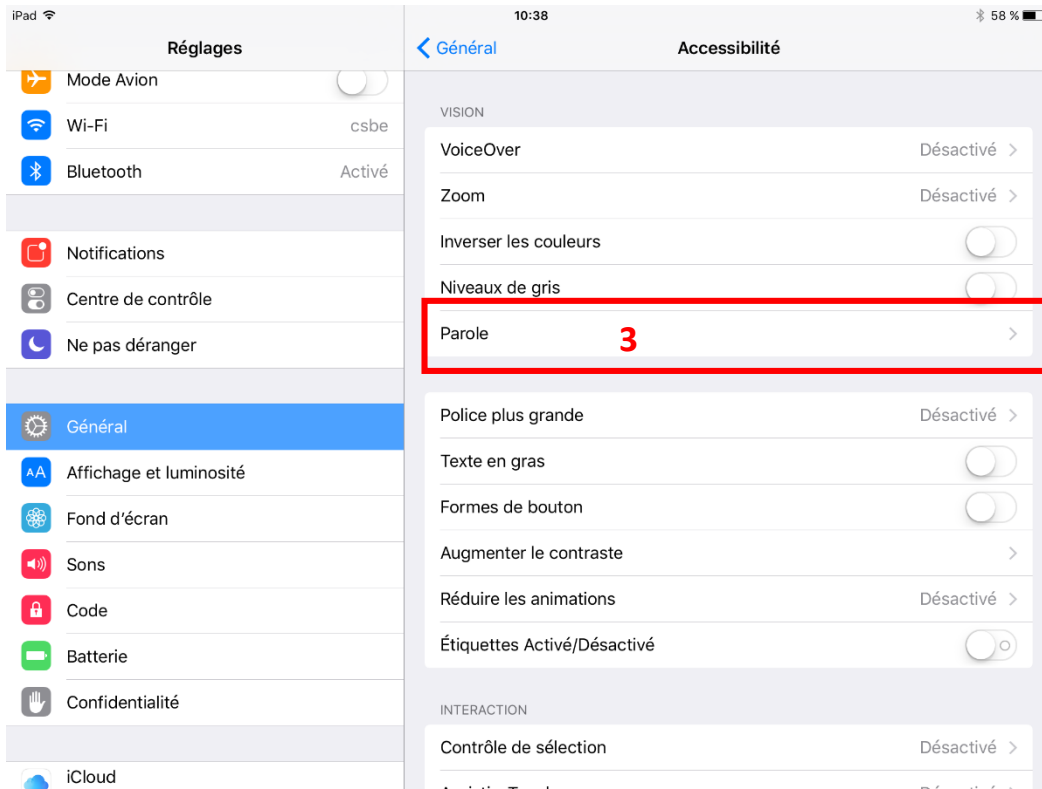 iPad 10:38 58 %
Réglages
Mode Avion
Wi-Fi csbe
Bluetooth Activé
Notifications
Centre de contrôle
Ne pas déranger
Général
AA Affichage et luminosité
Fond d'écran
Sons
Code
Batterie
Confidentialité
iCloud
Général Accessibilité
VISION
VoiceOver Désactivé
Zoom Désactivé
Inverser les couleurs
Niveaux de gris
Parole 3
Police plus grande Désactivé
Texte en gras
Formes de bouton
Augmenter le contraste
Réduire les animations Désactivé
Étiquettes Activé/Désactivé
INTERACTION
Contrôle de sélection Désactivé